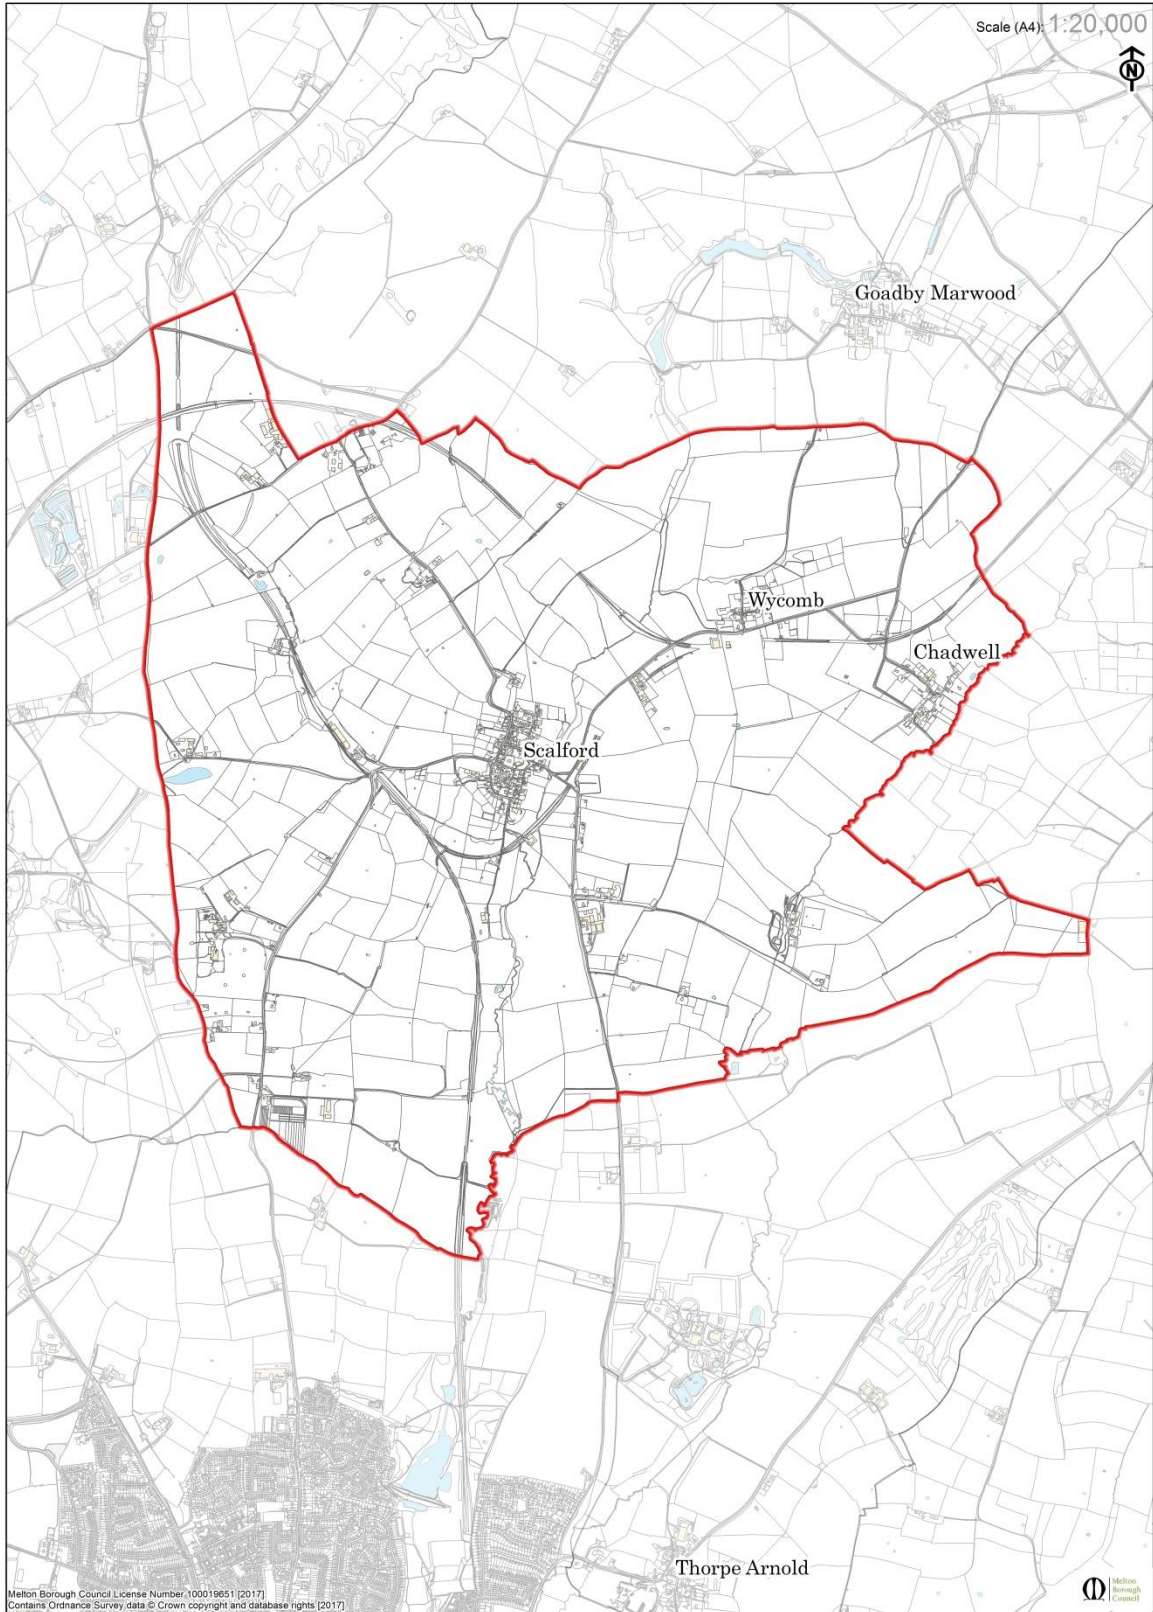 Scale (A4): 1:20,000
N
Goadby Marwood
Wycomb
Chadwell
Scalford
Thorpe Arnold
Melton Borough Council License Number 100019651 [2017]
Contains Ordnance Survey data © Crown copyright and database rights [2017]
Melton
Borough
Council